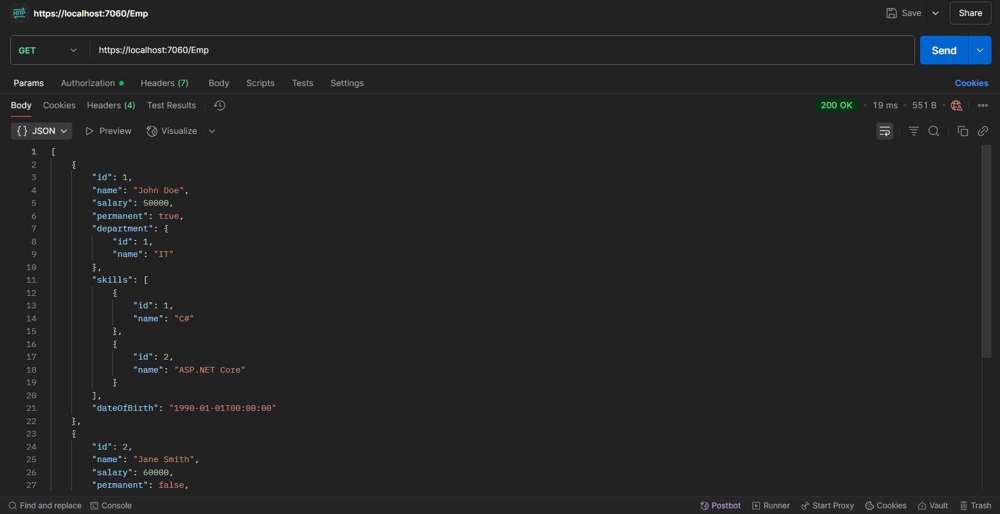 HTTP https://localhost:7060/Emp Save Share
GET https://localhost:7060/Emp Send
Params Authorization Headers (7) Body Scripts Tests Settings Cookies
Body Cookies Headers (4) Test Results 200 OK • 19 ms • 551 B •
{} JSON Preview Visualize
1 [
2 {
3 "id": 1,
4 "name": "John Doe",
5 "salary": 50000,
6 "permanent": true,
7 "department": {
8 "id": 1,
9 "name": "IT"
10 },
11 "skills": [
12 {
13 "id": 1,
14 "name": "C#"
15 },
16 {
17 "id": 2,
18 "name": "ASP.NET Core"
19 }
20 ],
21 "dateOfBirth": "1990-01-01T00:00:00"
22 },
23 {
24 "id": 2,
25 "name": "Jane Smith",
26 "salary": 60000,
27 "permanent": false,
Find and replace Console Postbot Runner Start Proxy Cookies Vault Trash